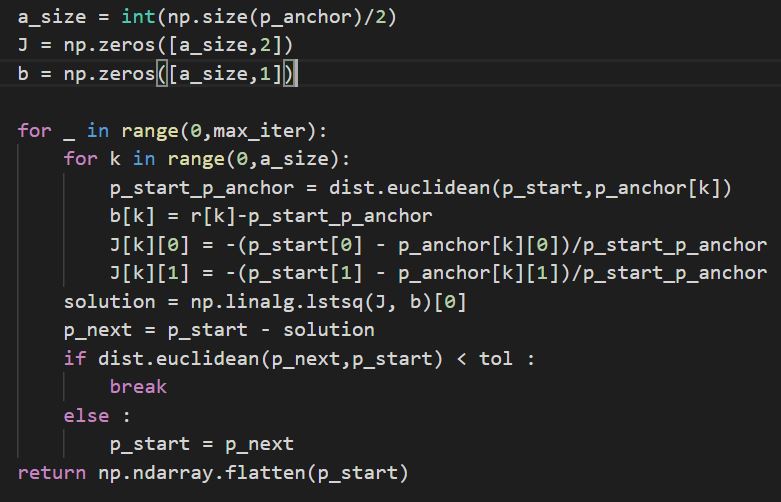 a_size = int(np.size(p_anchor)/2)
J = np.zeros([a_size,2])
b = np.zeros([a_size,1])
for _ in range(0,max_iter):
for k in range(0,a_size):
p_start_p_anchor = dist.euclidean(p_start,p_anchor[k])
b[k] = r[k]-p_start_p_anchor
J[k][0] = -(p_start[0] - p_anchor[k][0])/p_start_p_anchor
J[k][1] = -(p_start[1] - p_anchor[k][1])/p_start_p_anchor
solution = np.linalg.lstsq(J, b)[0]
p_next = p_start - solution
if dist.euclidean(p_next,p_start) < tol :
break
else :
p_start = p_next
return np.ndarray.flatten(p_start)